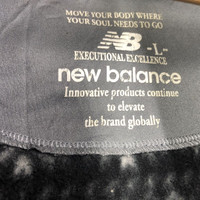 MOVE YOUR BODY WHERE
YOUR SOUL NEEDS TO GO
NB -L-
EXECUTIONAL EXCELLENCE
new balance
Innovative products continue
to elevate
the brand globally